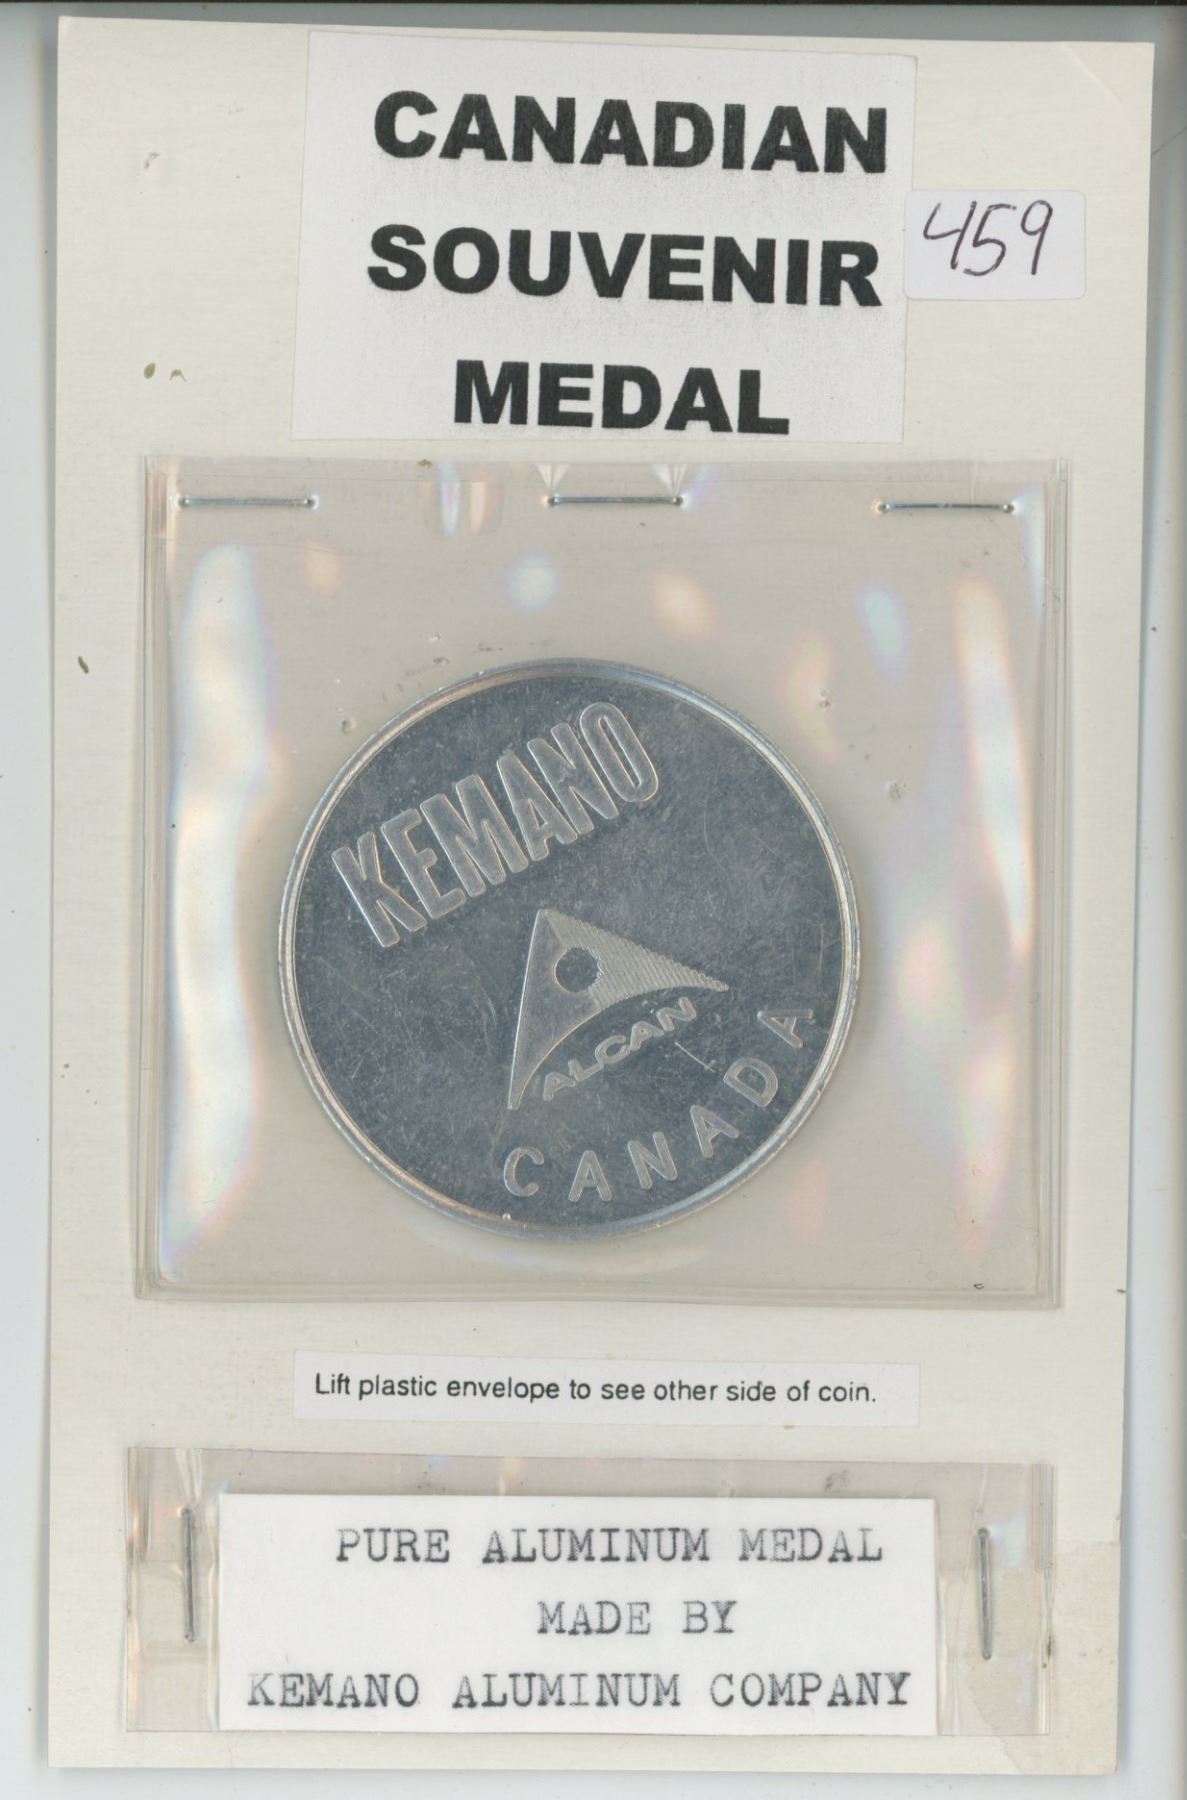 CANADIAN
SOUVENIR
MEDAL
459
KEMANO
ALCAN
CANADA
Lift plastic envelope to see other side of coin.
PURE ALUMINUM MEDAL
MADE BY
KEMANO ALUMINUM COMPANY